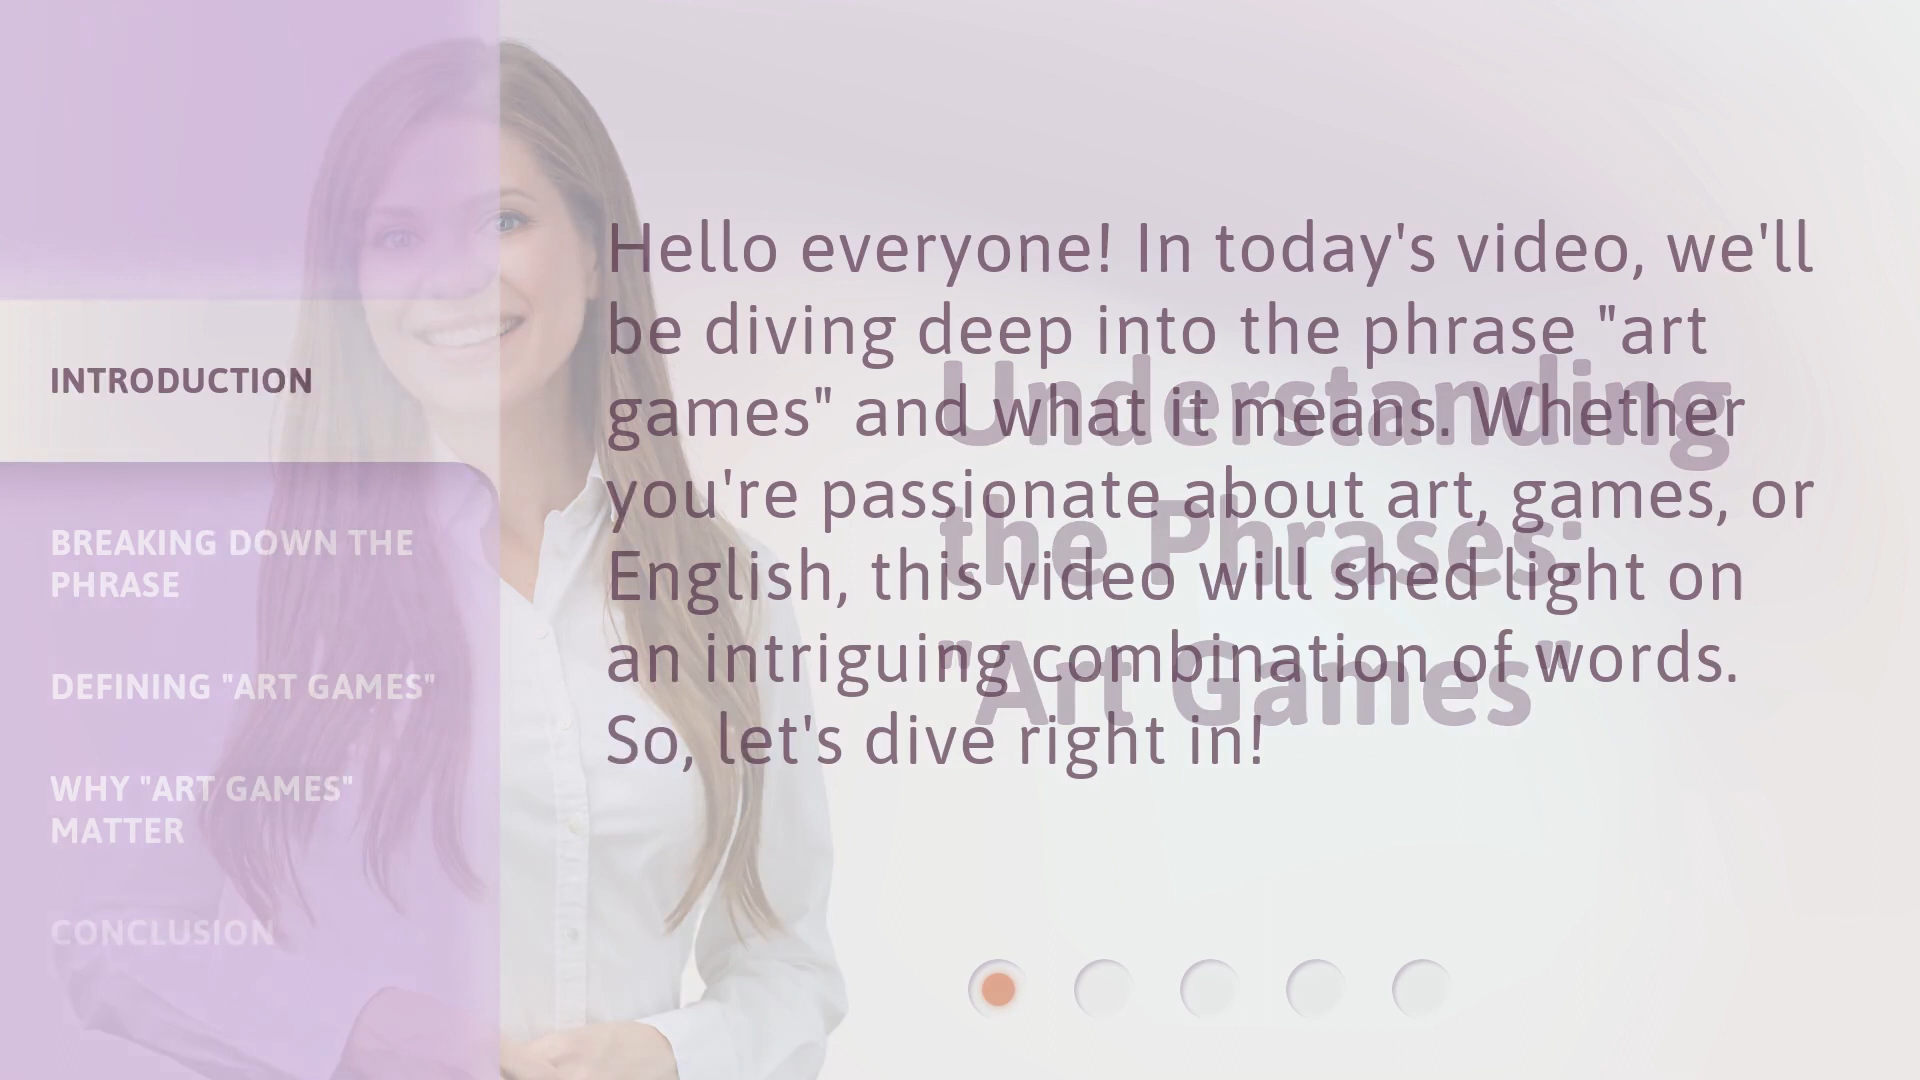 INTRODUCTION
BREAKING DOWN THE
PHRASE
DEFINING "ART GAMES"
WHY "ART GAMES"
MATTER
CONCLUSION
Hello everyone! In today's video, we'll
be diving deep into the phrase "art
games" and what it means. Whether
you're passionate about art, games, or
English, this video will shed light on
an intriguing combination of words.
So, let's dive right in!
Understanding
the Phrases:
"Art Games"